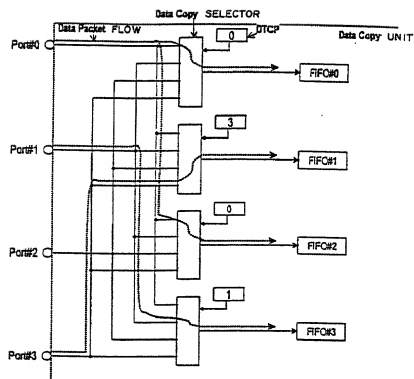 Data Copy SELECTOR
Data Packet FLOW
0
DTCP
Data Copy UNIT
Port#0
FIFO#0
3
Port#1
FIFO#1
0
Port#2
FIFO#2
1
FIFO#3
Port#3